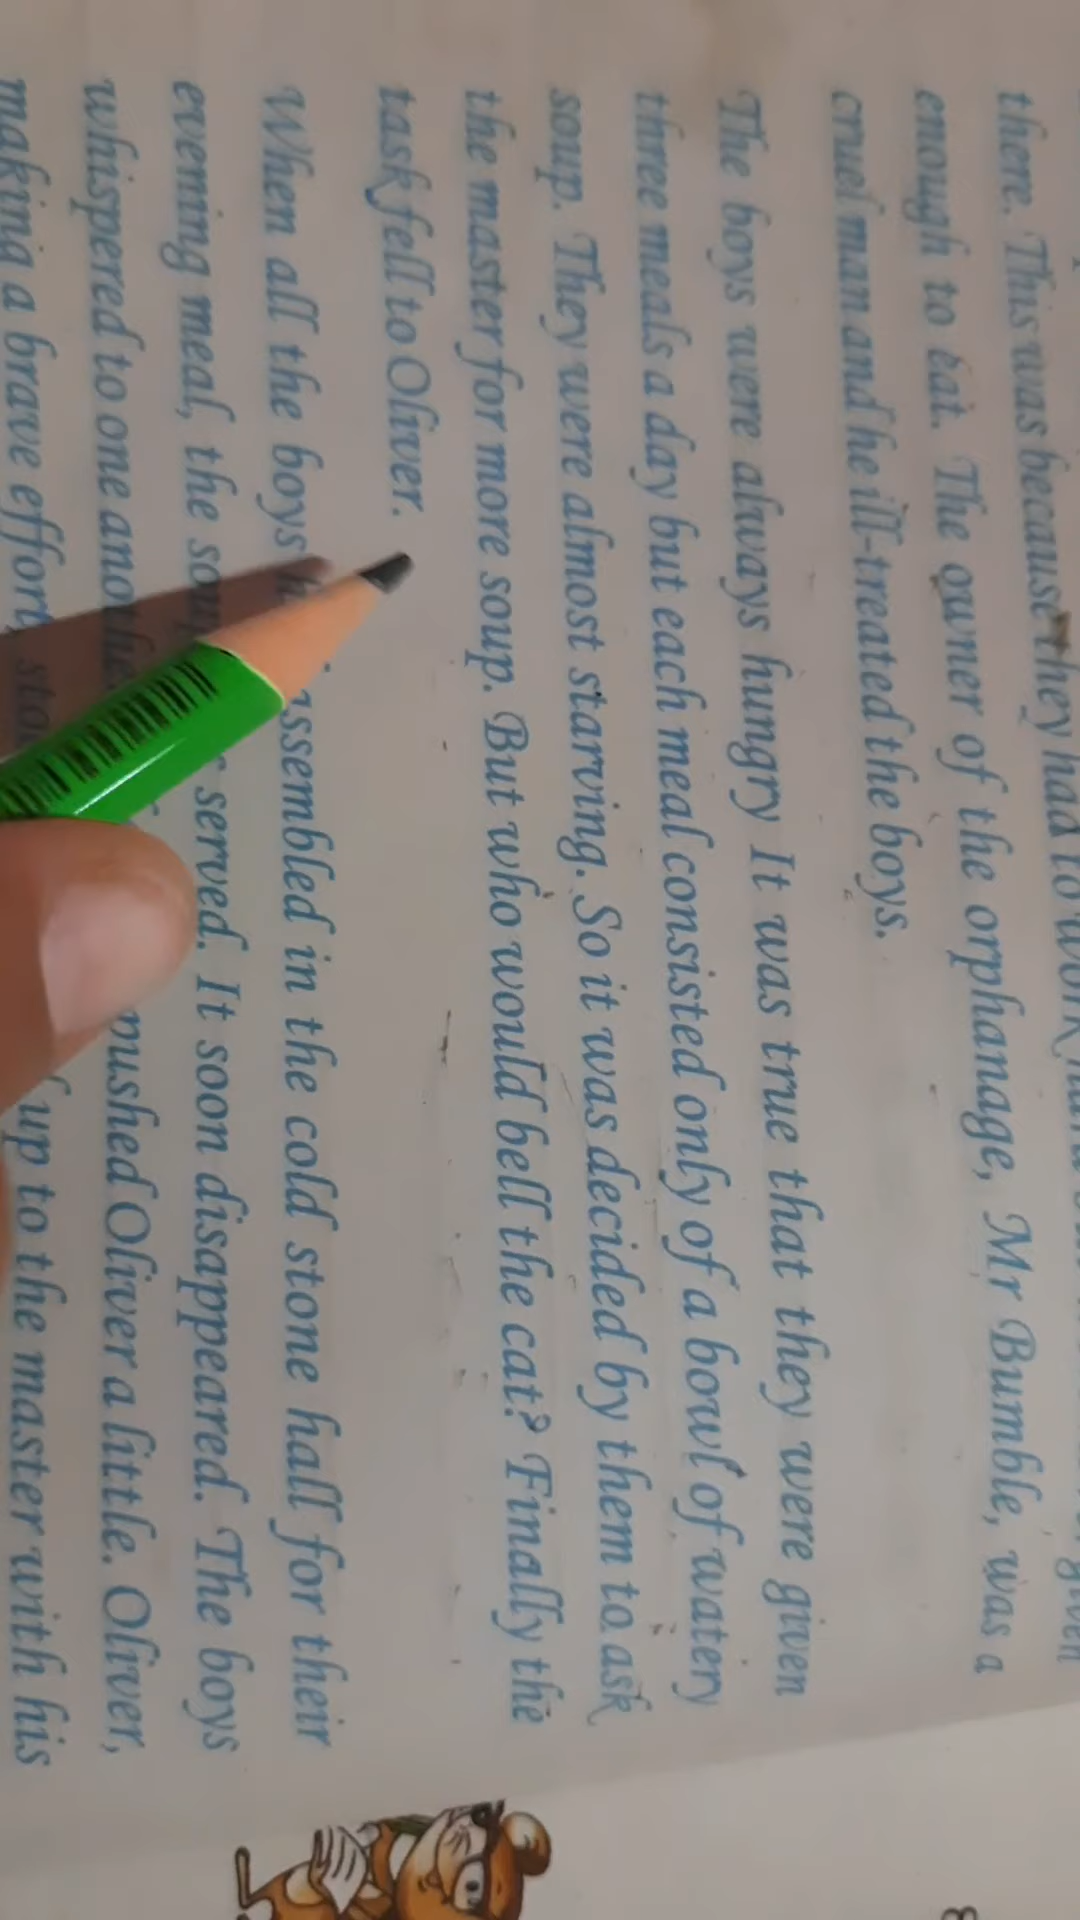 there. This was because they had to work
enough to eat. The owner of the orphanage, Mr Bumble, was a
cruel man and he ill-treated the boys.
The boys were always hungry It was true that they were given
three meals a day but each meal consisted only of a bowl of watery
soup. They were almost starving. So it was decided by them to ask
the master for more soup. But who would bell the cat? Finally the
task fell to Oliver.
When all the boys assembled in the cold stone hall for their
evening meal, the served. It soon disappeared. The boys
whispered to one another pushed Oliver a little. Oliver,
making a brave effort, up to the master with his